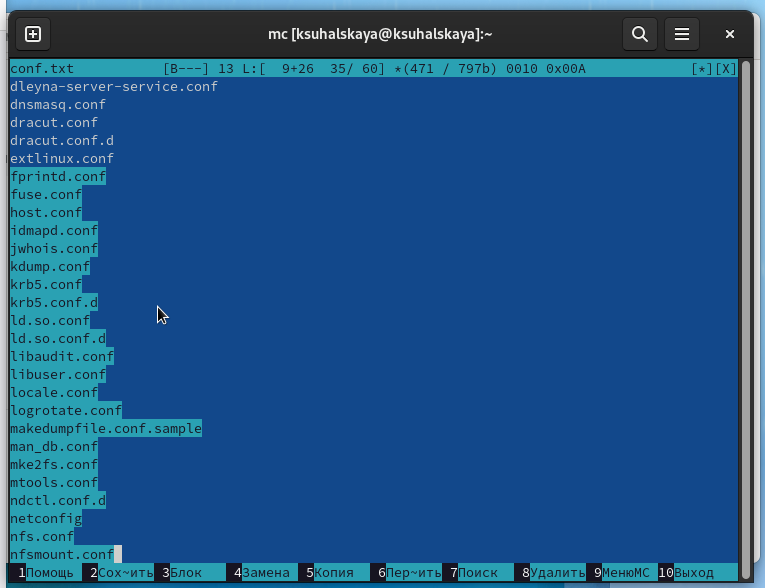 mc [ksuhalskaya@ksuhalskaya]:~
conf.txt [B---] 13 L:[ 9+26 35/ 60] *(471 / 797b) 0010 0x00A [*][X]
dleyna-server-service.conf
dnsmasq.conf
dracut.conf
dracut.conf.d
extlinux.conf
fprintd.conf
fuse.conf
host.conf
idmapd.conf
jwhois.conf
kdump.conf
krb5.conf
krb5.conf.d
ld.so.conf
ld.so.conf.d
libaudit.conf
libuser.conf
locale.conf
logrotate.conf
makedumpfile.conf.sample
man_db.conf
mke2fs.conf
mtools.conf
ndctl.conf.d
netconfig
nfs.conf
nfsmount.conf
1Помощь 2Сох~ить 3Блок 4Замена 5Копия 6Пер~ить 7Поиск 8Удалить 9МенюMC 10Выход